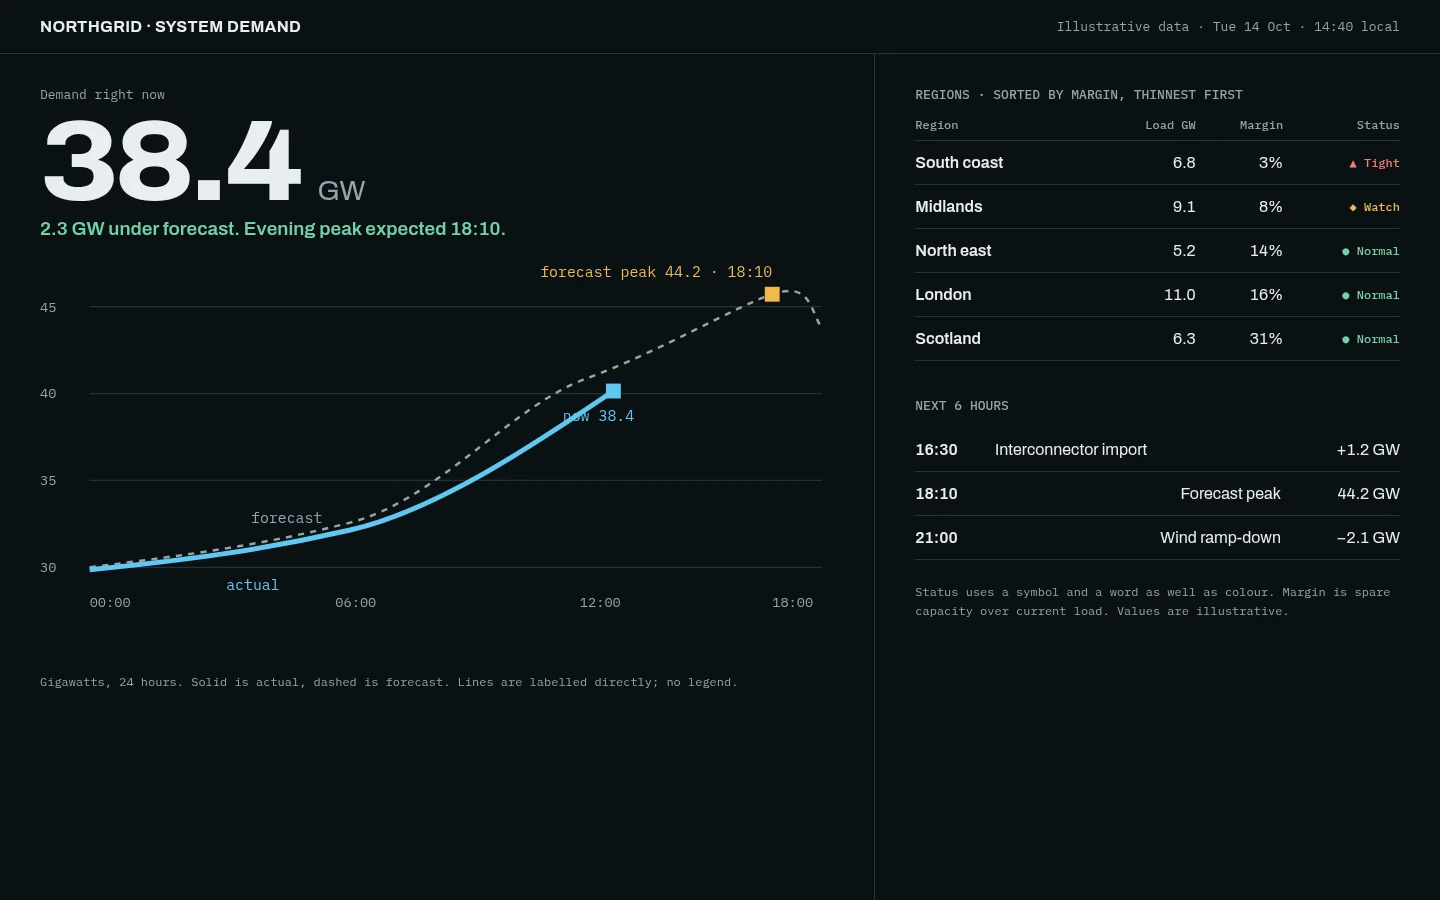 NORTHGRID · SYSTEM DEMAND
Illustrative data · Tue 14 Oct · 14:40 local
Demand right now
38.4 GW
2.3 GW under forecast. Evening peak expected 18:10.
forecast peak 44.2 · 18:10
45
40
now 38.4
35
forecast
30
actual
00:00 06:00 12:00 18:00
Gigawatts, 24 hours. Solid is actual, dashed is forecast. Lines are labelled directly; no legend.
REGIONS · SORTED BY MARGIN, THINNEST FIRST
Region Load GW Margin Status
South coast 6.8 3% ▲ Tight
Midlands 9.1 8% ◆ Watch
North east 5.2 14% ● Normal
London 11.0 16% ● Normal
Scotland 6.3 31% ● Normal
NEXT 6 HOURS
16:30 Interconnector import +1.2 GW
18:10 Forecast peak 44.2 GW
21:00 Wind ramp-down −2.1 GW
Status uses a symbol and a word as well as colour. Margin is spare
capacity over current load. Values are illustrative.